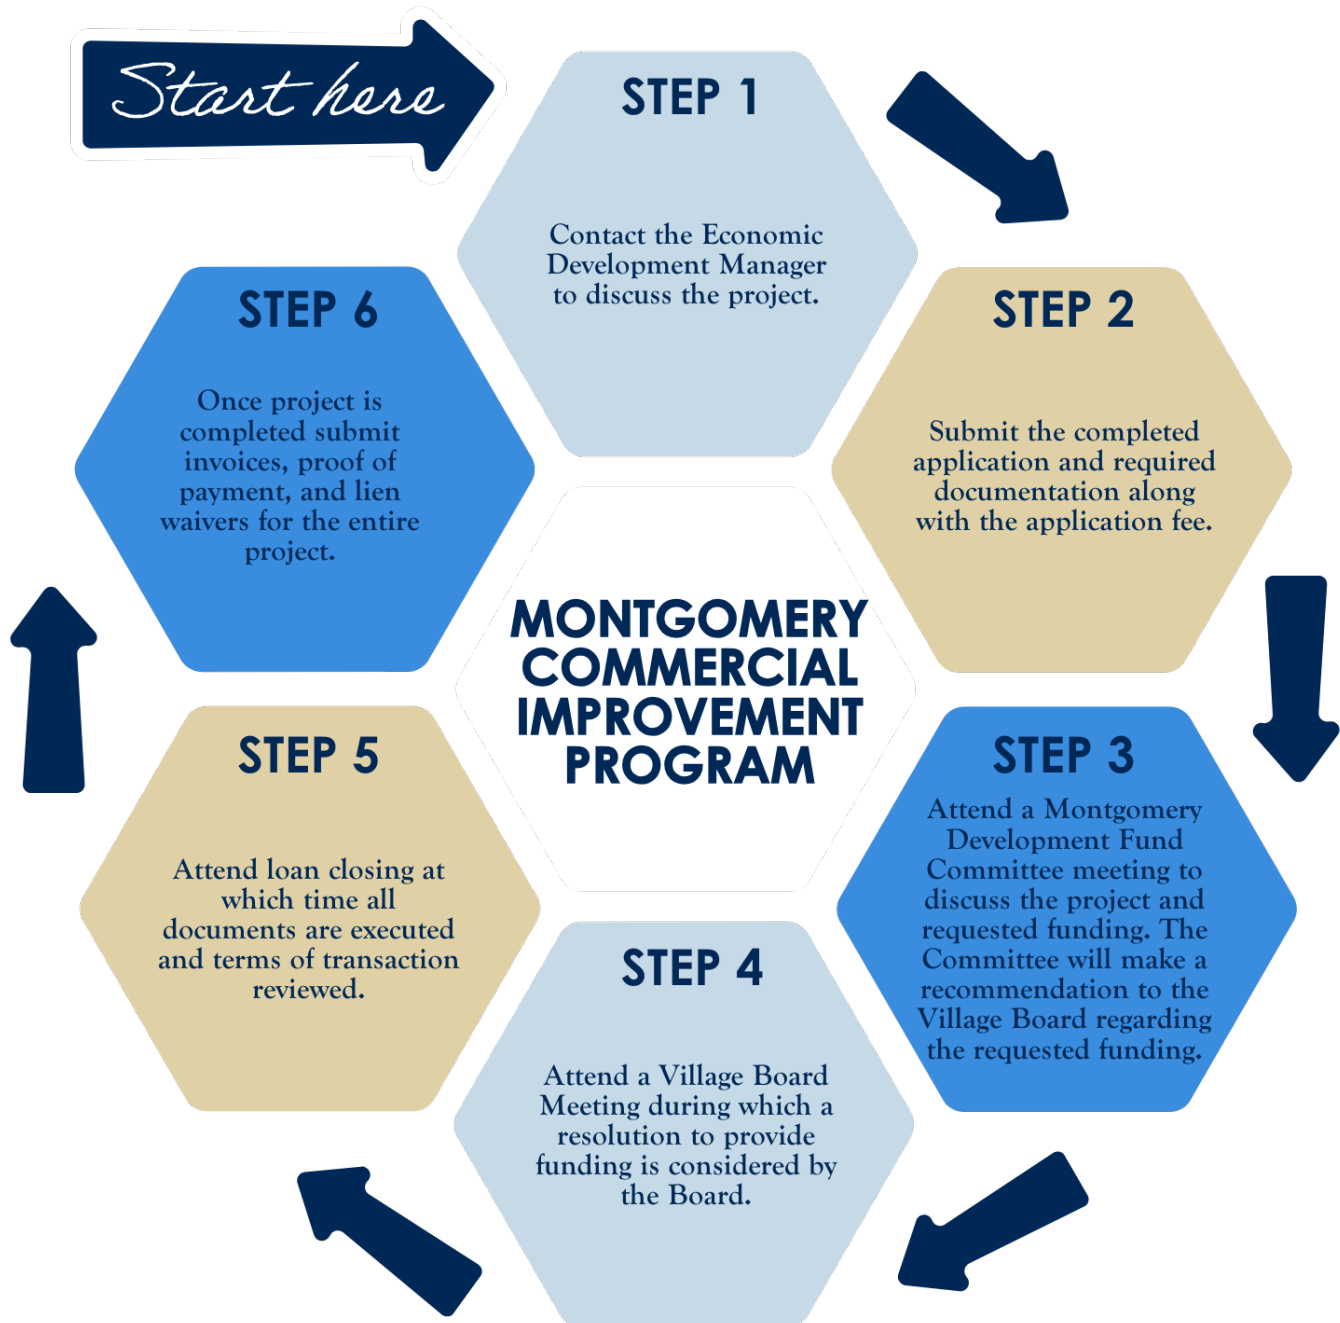 Start here
STEP 1
Contact the Economic
Development Manager
to discuss the project.
STEP 2
Submit the completed
application and required
documentation along
with the application fee.
STEP 3
Attend a Montgomery
Development Fund
Committee meeting to
discuss the project and
requested funding. The
Committee will make a
recommendation to the
Village Board regarding
the requested funding.
STEP 4
Attend a Village Board
Meeting during which a
resolution to provide
funding is considered by
the Board.
STEP 5
Attend loan closing at
which time all
documents are executed
and terms of transaction
reviewed.
STEP 6
Once project is
completed submit
invoices, proof of
payment, and lien
waivers for the entire
project.
MONTGOMERY
COMMERCIAL
IMPROVEMENT
PROGRAM